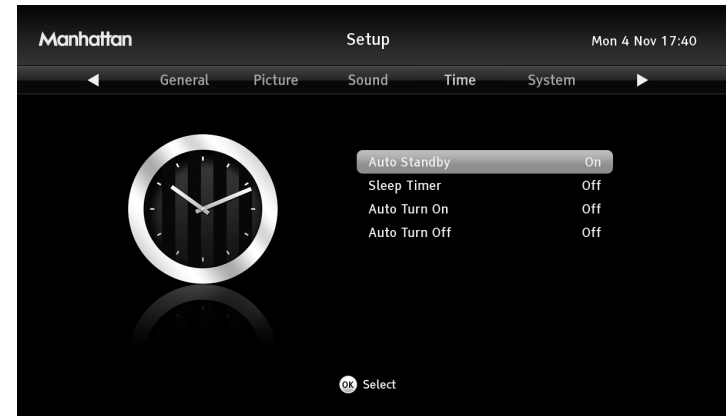 Manhattan Setup Mon 4 Nov 17:40
General Picture Sound Time System
Auto Standby On
Sleep Timer Off
Auto Turn On Off
Auto Turn Off Off
OK Select